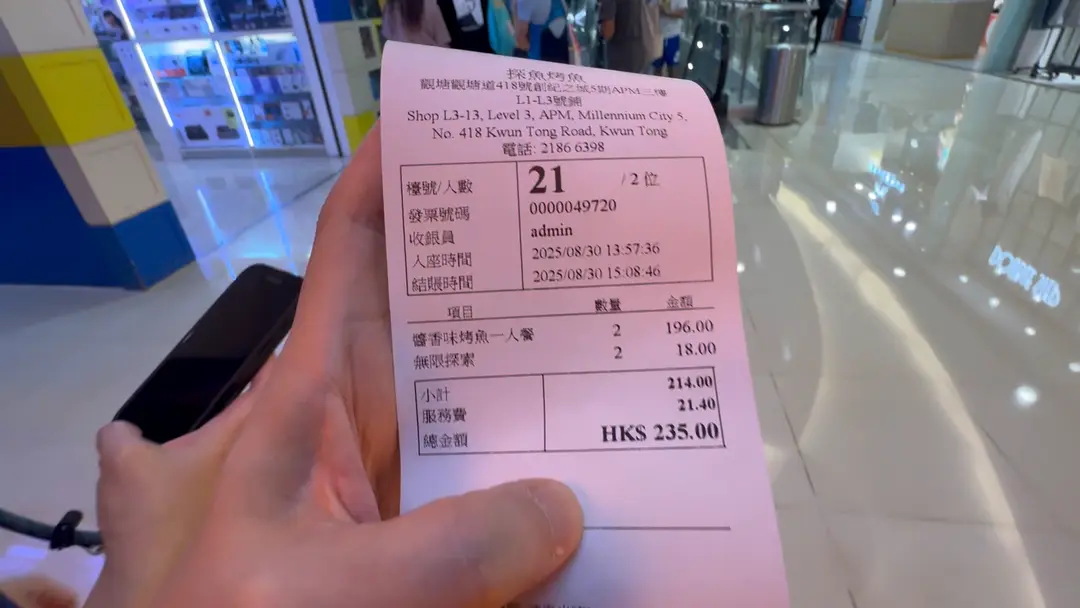 探魚烤魚
觀塘觀塘道418號創紀之城5期APM三樓
L1-L3號鋪
Shop L3-13, Level 3, APM, Millennium City 5,
No. 418 Kwun Tong Road, Kwun Tong
電話: 2186 6398
檯號/人數 21 / 2 位
發票號碼 0000049720
收銀員 admin
入座時間 2025/08/30 13:57:36
結賬時間 2025/08/30 15:08:46
項目 數量 金額
醬香味烤魚一人餐 2 196.00
無限探索 2 18.00
小計 214.00
服務費 21.40
總金額 HK$ 235.00